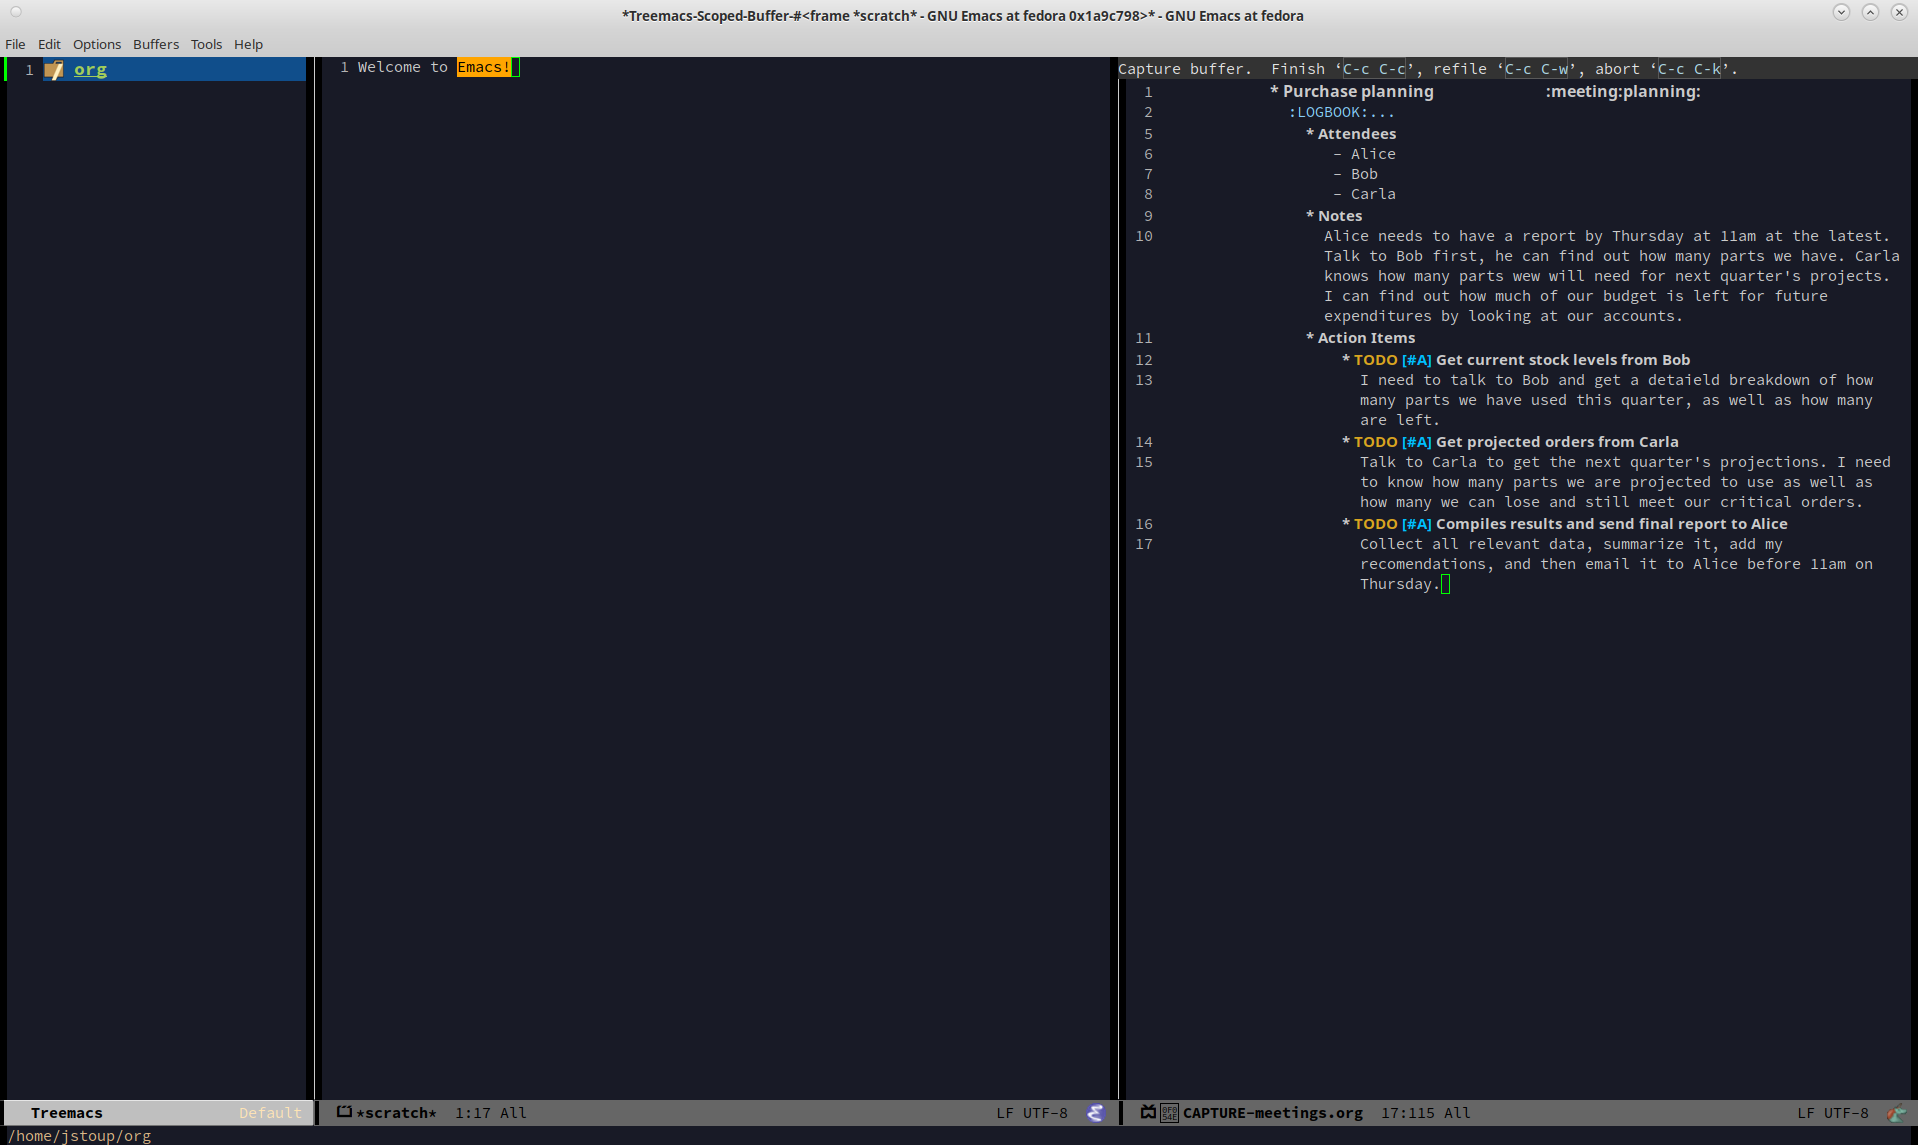 *Treemacs-Scoped-Buffer-#<frame *scratch* - GNU Emacs at fedora 0x1a9c798>* - GNU Emacs at fedora
File Edit Options Buffers Tools Help
1 org
1 Welcome to Emacs!
Capture buffer.  Finish ‘C-c C-c’, refile ‘C-c C-w’, abort ‘C-c C-k’.
1 * Purchase planning :meeting:planning:
2 :LOGBOOK:...
5 * Attendees
6 – Alice
7 – Bob
8 – Carla
9 * Notes
10 Alice needs to have a report by Thursday at 11am at the latest.
Talk to Bob first, he can find out how many parts we have. Carla
knows how many parts wew will need for next quarter's projects.
I can find out how much of our budget is left for future
expenditures by looking at our accounts.
11 * Action Items
12 * TODO [#A] Get current stock levels from Bob
13 I need to talk to Bob and get a detaield breakdown of how
many parts we have used this quarter, as well as how many
are left.
14 * TODO [#A] Get projected orders from Carla
15 Talk to Carla to get the next quarter's projections. I need
to know how many parts we are projected to use as well as
how many we can lose and still meet our critical orders.
16 * TODO [#A] Compiles results and send final report to Alice
17 Collect all relevant data, summarize it, add my
recomendations, and then email it to Alice before 11am on
Thursday.
Treemacs Default
*scratch* 1:17 All LF UTF-8
0F0 54E CAPTURE-meetings.org 17:115 All LF UTF-8
/home/jstoup/org